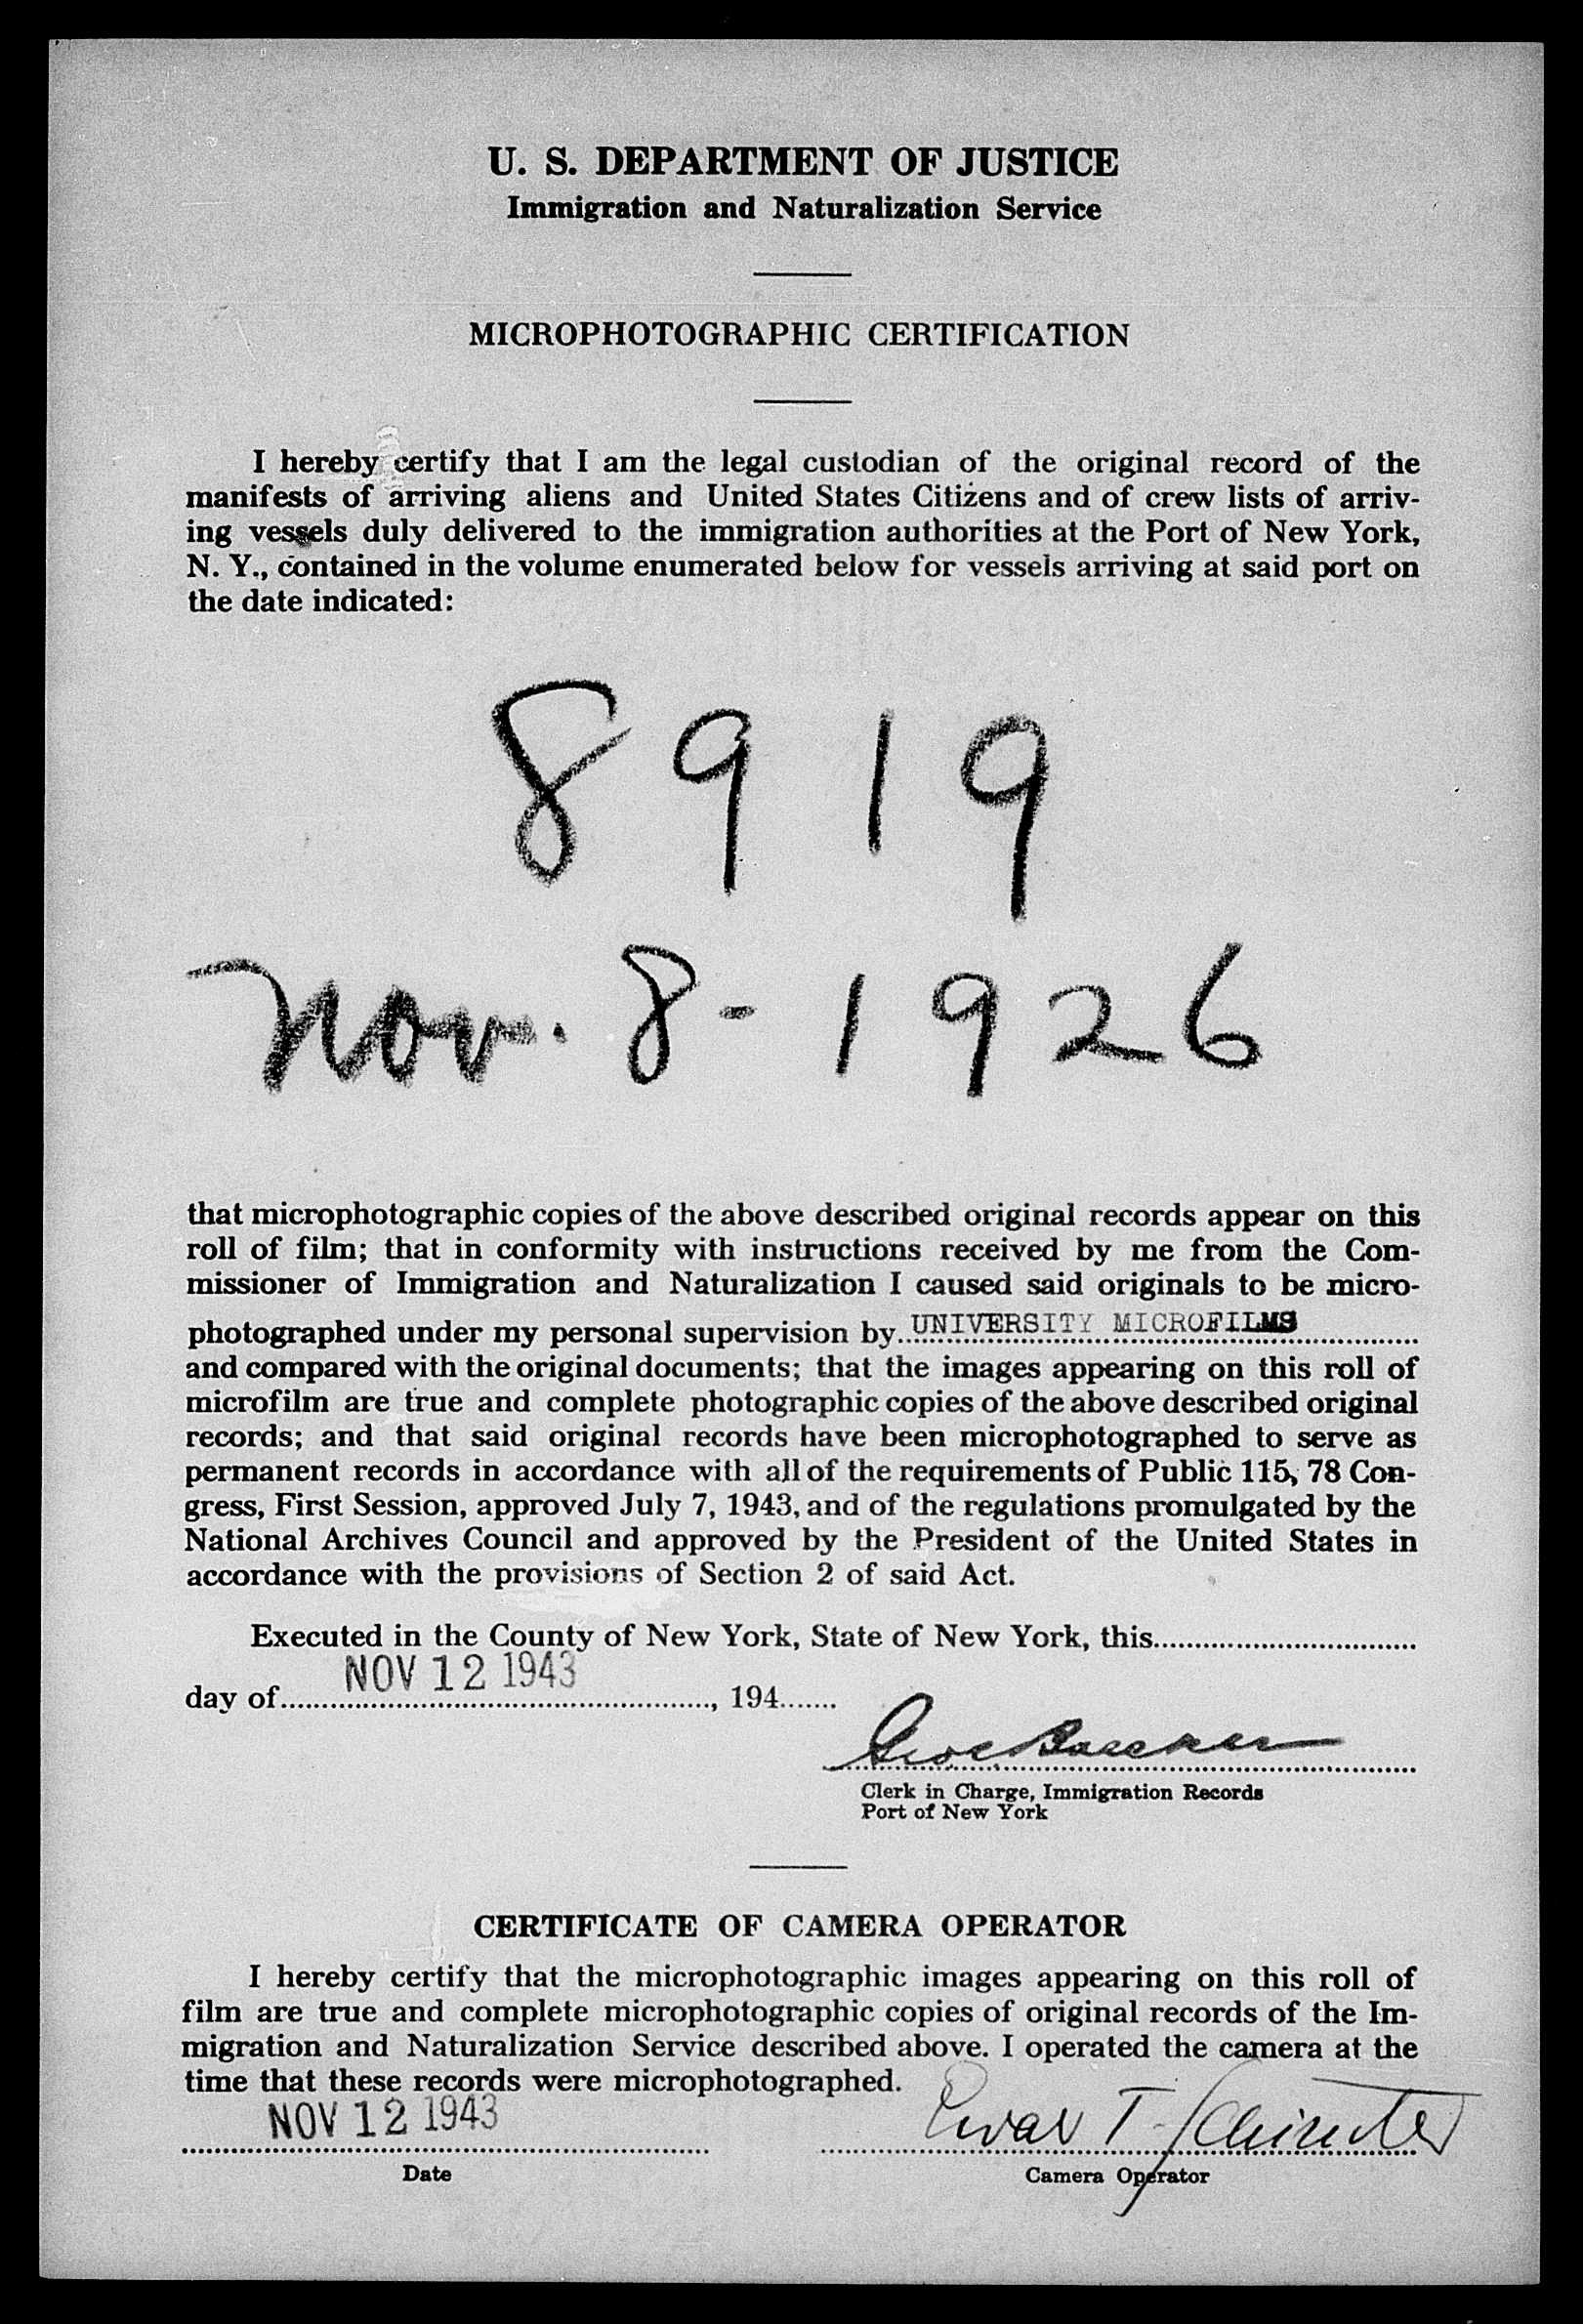 U. S. DEPARTMENT OF JUSTICE
Immigration and Naturalization Service
MICROPHOTOGRAPHIC CERTIFICATION
I hereby certify that I am the legal custodian of the original record of the
manifests of arriving aliens and United States Citizens and of crew lists of arriv-
ing vessels duly delivered to the immigration authorities at the Port of New York,
N. Y., contained in the volume enumerated below for vessels arriving at said port on
the date indicated:
8919
Nov. 8-1926
that microphotographic copies of the above described original records appear on this
roll of film; that in conformity with instructions received by me from the Com-
missioner of Immigration and Naturalization I caused said originals to be micro-
photographed under my personal supervision by UNIVERSITY MICROFILMS
and compared with the original documents; that the images appearing on this roll of
microfilm are true and complete photographic copies of the above described original
records; and that said original records have been microphotographed to serve as
permanent records in accordance with all of the requirements of Public 115, 78 Con-
gress, First Session, approved July 7, 1943, and of the regulations promulgated by the
National Archives Council and approved by the President of the United States in
accordance with the provisions of Section 2 of said Act.
Executed in the County of New York, State of New York, this
NOV 12 1943
day of, 194
Clerk in Charge, Immigration Records
Port of New York
CERTIFICATE OF CAMERA OPERATOR
I hereby certify that the microphotographic images appearing on this roll of
film are true and complete microphotographic copies of original records of the Im-
migration and Naturalization Service described above. I operated the camera at the
time that these records were microphotographed.
NOV 12 1943
Date
Camera Operator